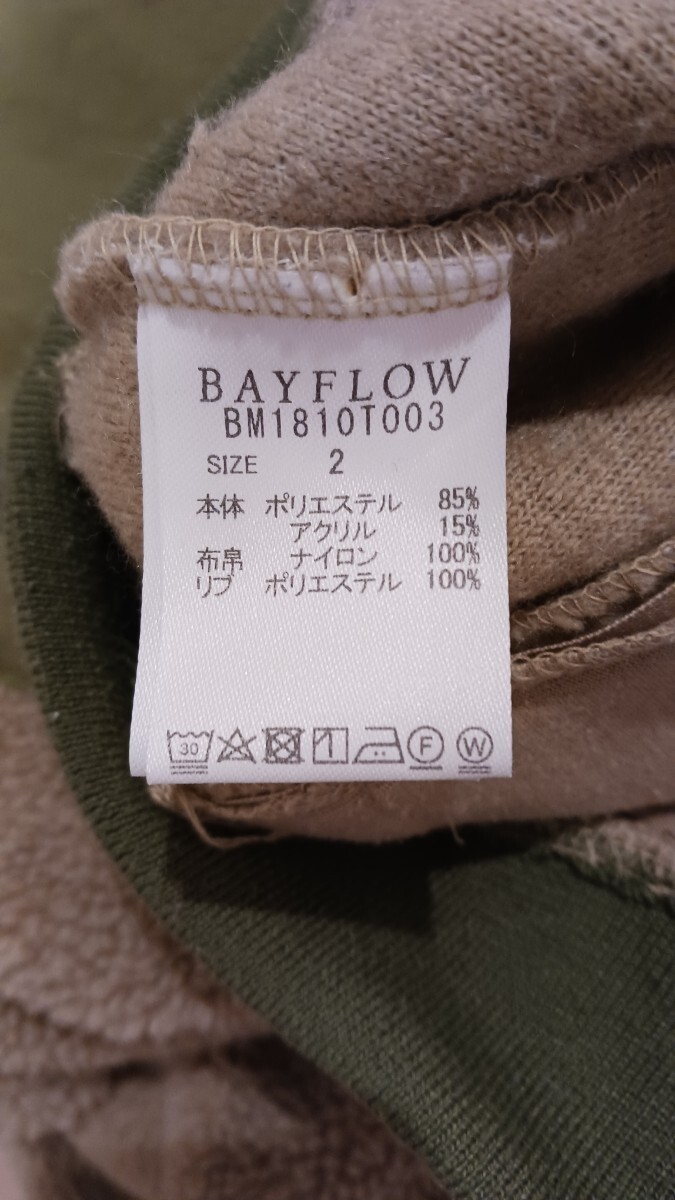 BAYFLOW
BM1810T003
SIZE 2
本体 ポリエステル 85%
アクリル 15%
布帛 ナイロン 100%
リブ ポリエステル 100%
30 F W